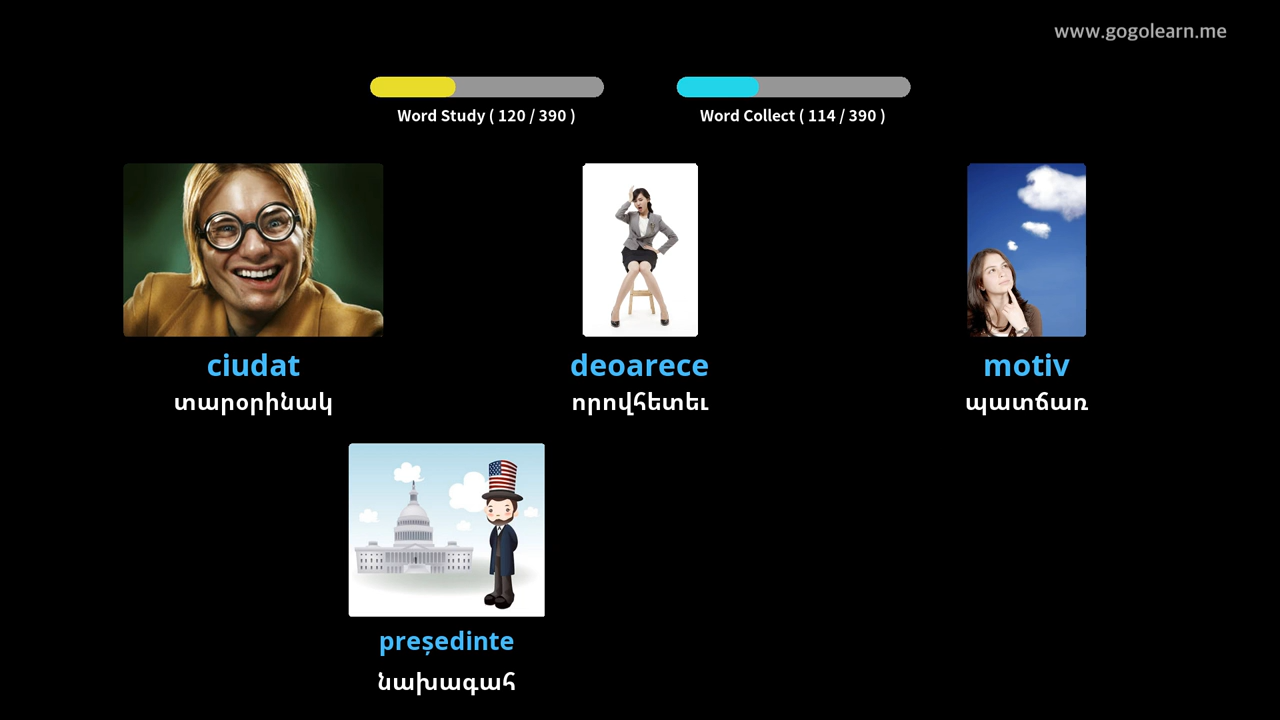 www.gogolearn.me
Word Study ( 120 / 390 )
Word Collect ( 114 / 390 )
ciudat
deoarece
motiv
տարօրինակ
որովհետեւ
պատճառ
președinte
նախագահ